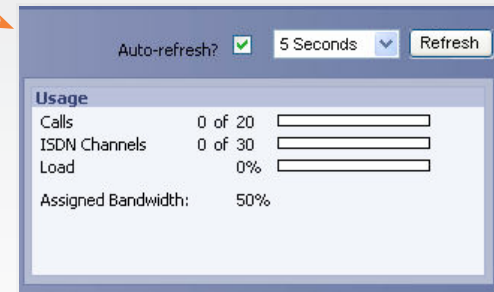 Auto-refresh? 5 Seconds Refresh
Usage
Calls 0 of 20
ISDN Channels 0 of 30
Load 0%
Assigned Bandwidth: 50%